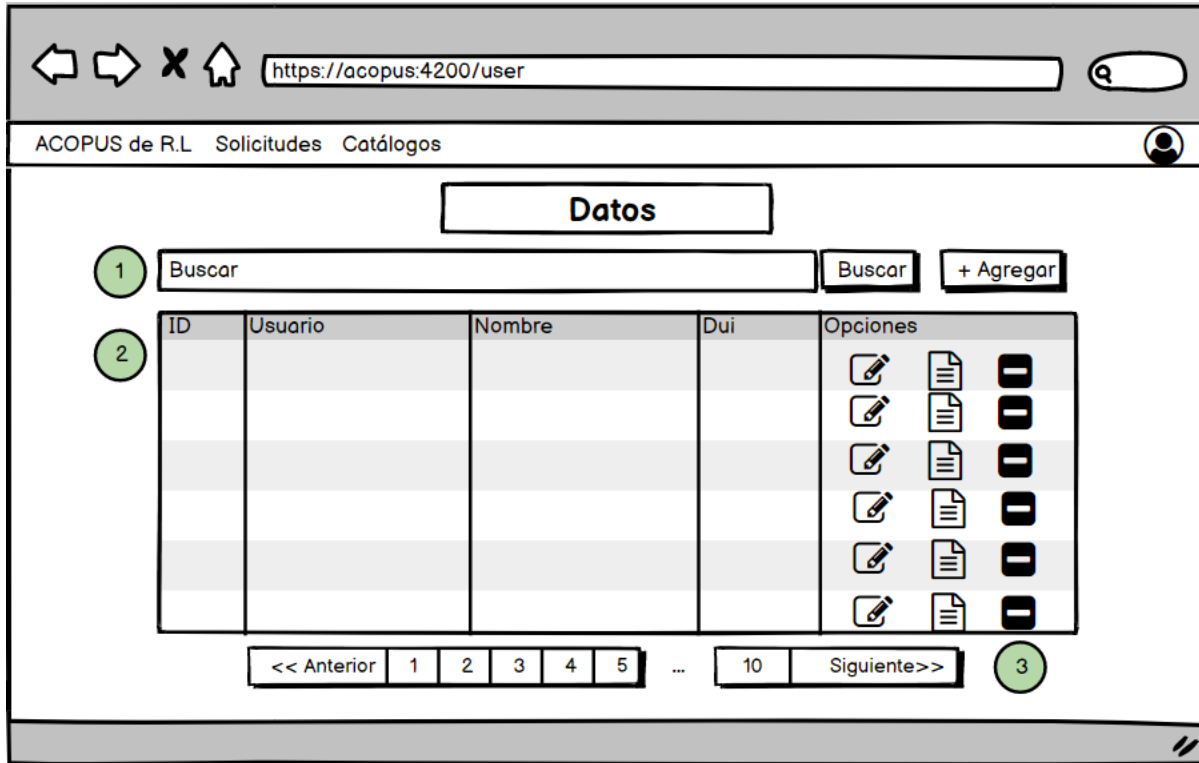 https://acopus:4200/user
ACOPUS de R.L Solicitudes Catálogos
Datos
1 Buscar Buscar + Agregar
ID Usuario Nombre Dui Opciones
2
<< Anterior 1 2 3 4 5 ... 10 Siguiente>> 3